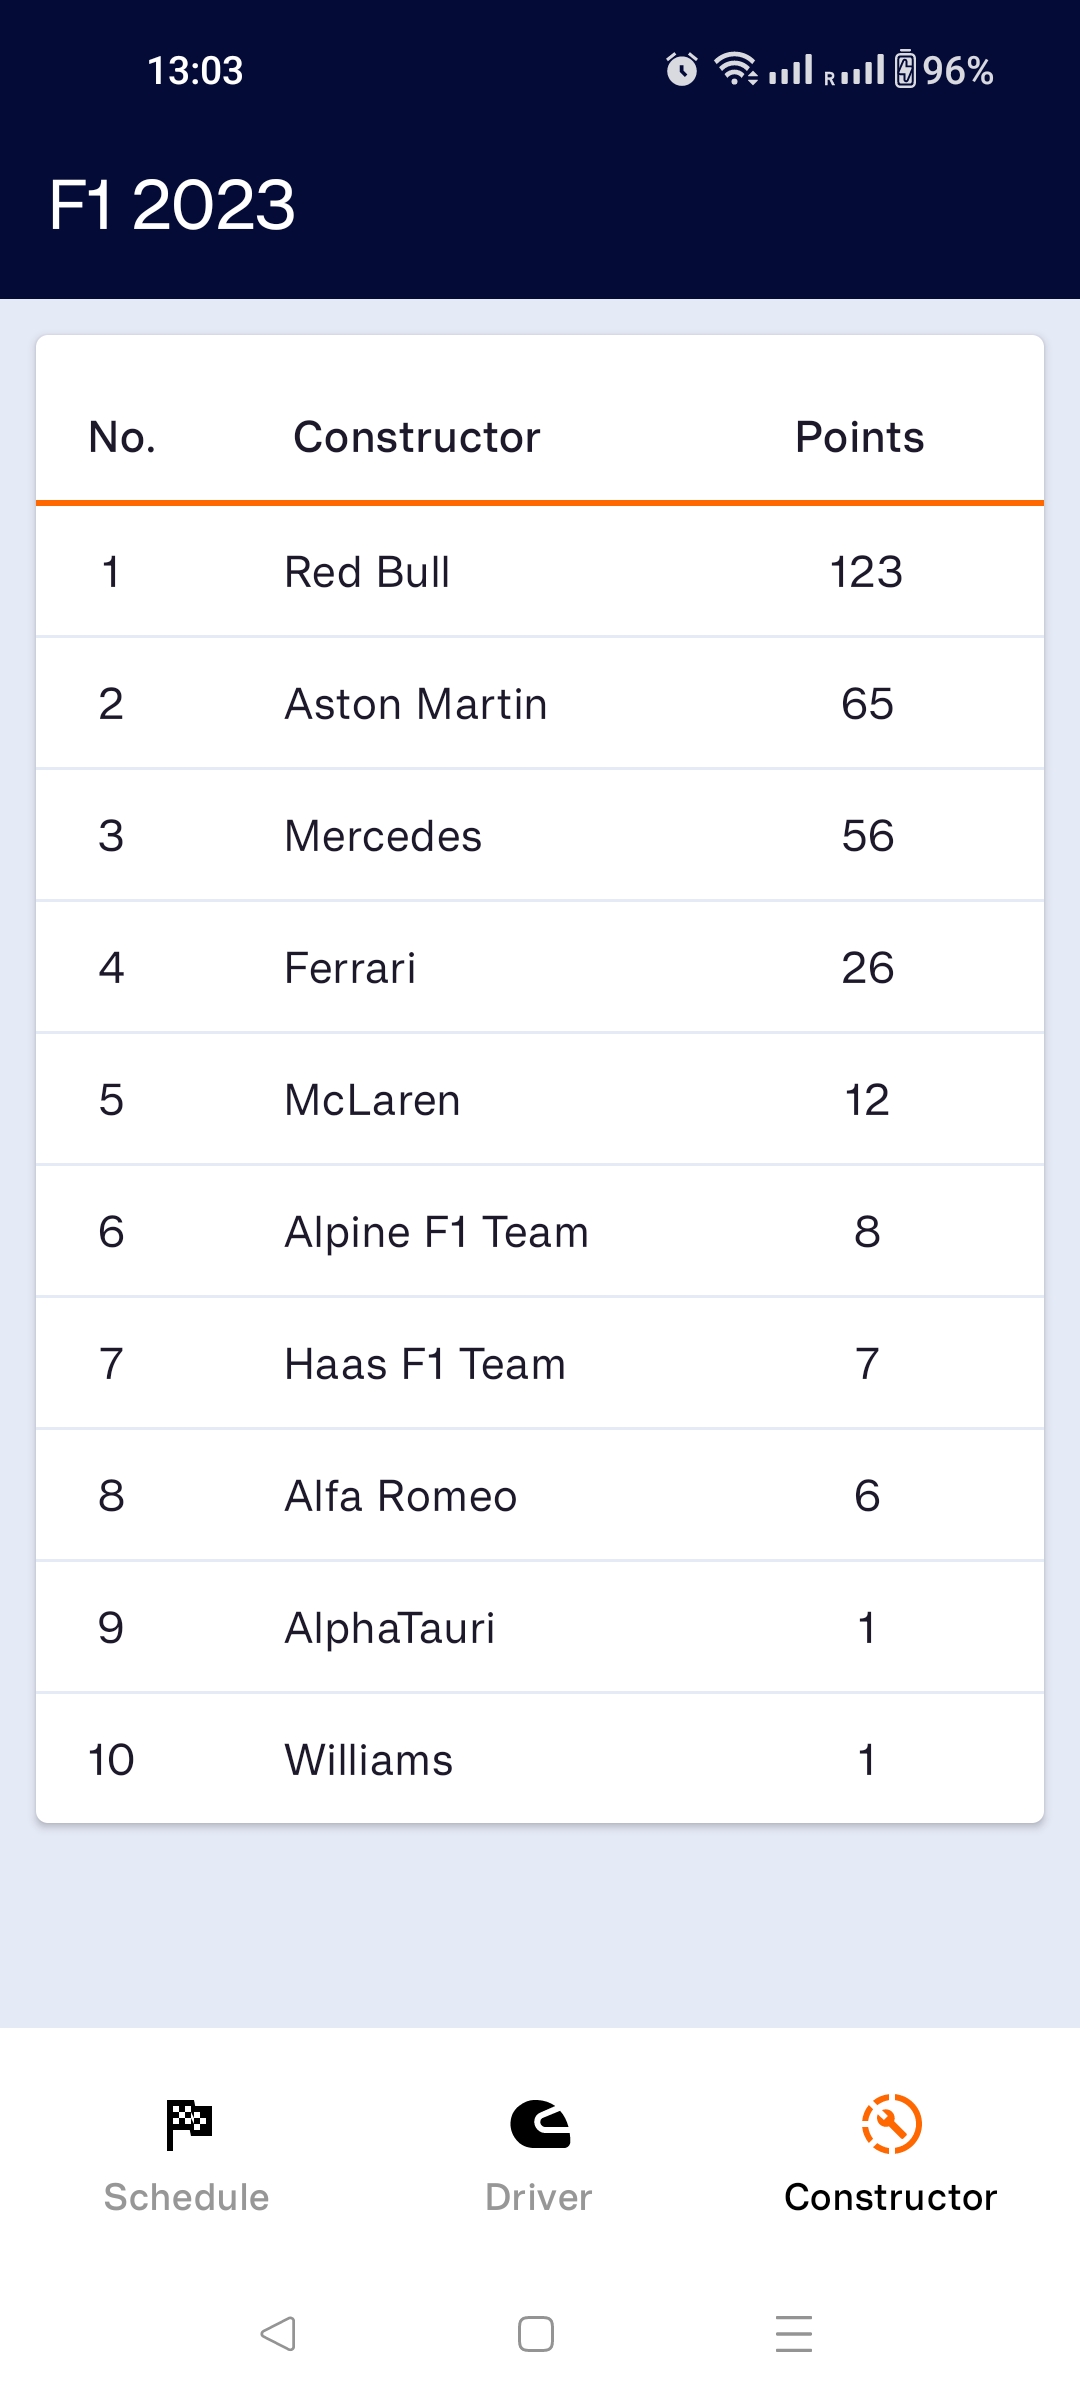 13:03 R 96%
F1 2023
No. Constructor Points
1 Red Bull 123
2 Aston Martin 65
3 Mercedes 56
4 Ferrari 26
5 McLaren 12
6 Alpine F1 Team 8
7 Haas F1 Team 7
8 Alfa Romeo 6
9 AlphaTauri 1
10 Williams 1
Schedule Driver Constructor